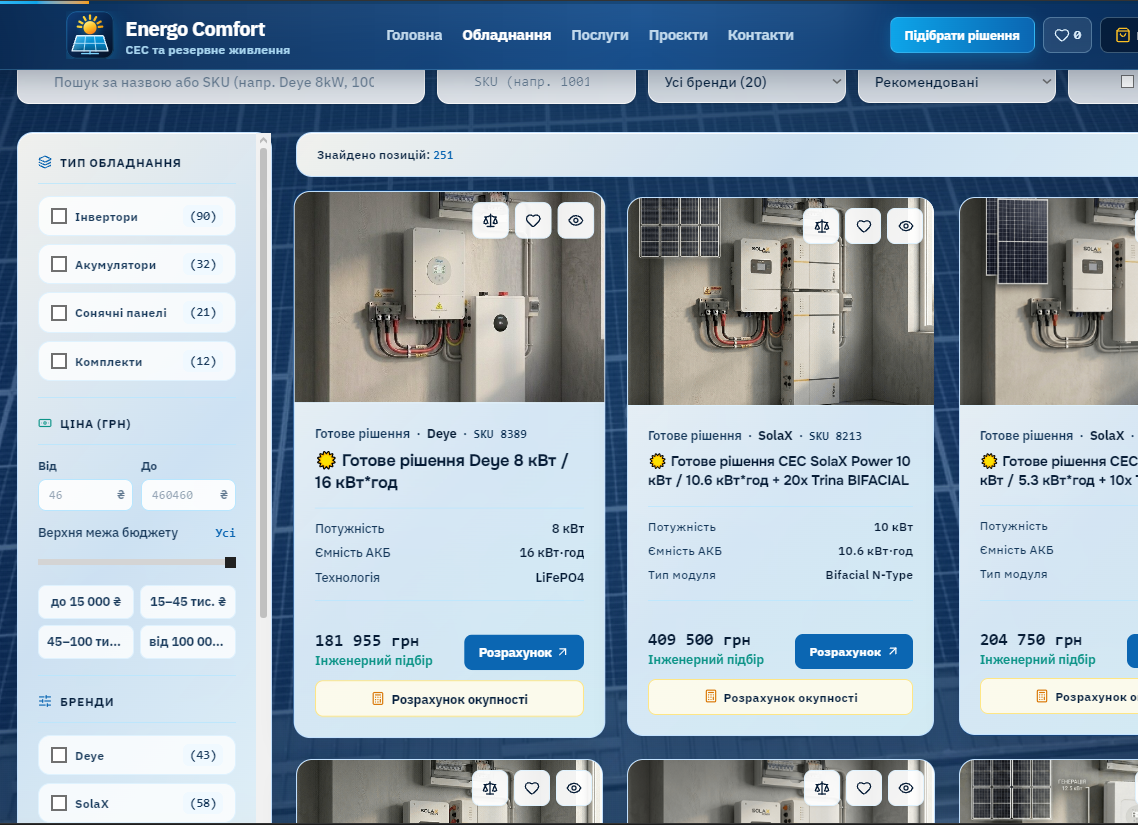 Energo Comfort
СЕС та резервне живлення
Головна
Обладнання
Послуги
Проєкти
Контакти
Підібрати рішення
0
Пошук за назвою або SKU (напр. Deye 8kW, 100
SKU (напр. 1001
Усі бренди (20)
Рекомендовані
ТИП ОБЛАДНАННЯ
Інвертори (90)
Акумулятори (32)
Сонячні панелі (21)
Комплекти (12)
ЦІНА (ГРН)
Від
До
46 ₴
460460 ₴
Верхня межа бюджету Усі
до 15 000 ₴
15–45 тис. ₴
45–100 ти...
від 100 00...
БРЕНДИ
Deye (43)
SolaX (58)
Знайдено позицій: 251
Готове рішення · Deye · SKU 8389
Готове рішення Deye 8 кВт /
16 кВт*год
Потужність 8 кВт
Ємність АКБ 16 кВт·год
Технологія LiFePO4
181 955 грн
Інженерний підбір
Розрахунок
Розрахунок окупності
SOLAX
Готове рішення · SolaX · SKU 8213
Готове рішення СЕС SolaX Power 10
кВт / 10.6 кВт*год + 20x Trina BIFACIAL
Потужність 10 кВт
Ємність АКБ 10.6 кВт·год
Тип модуля Bifacial N-Type
409 500 грн
Інженерний підбір
Розрахунок
Розрахунок окупності
SOLAX
Готове рішення · SolaX ·
Готове рішення СЕС
кВт / 5.3 кВт*год + 10x
Потужність
Ємність АКБ
Тип модуля
204 750 грн
Інженерний підбір
Розрахунок о
SOLAX
SOLAX
ГЕНЕРАЦІЯ